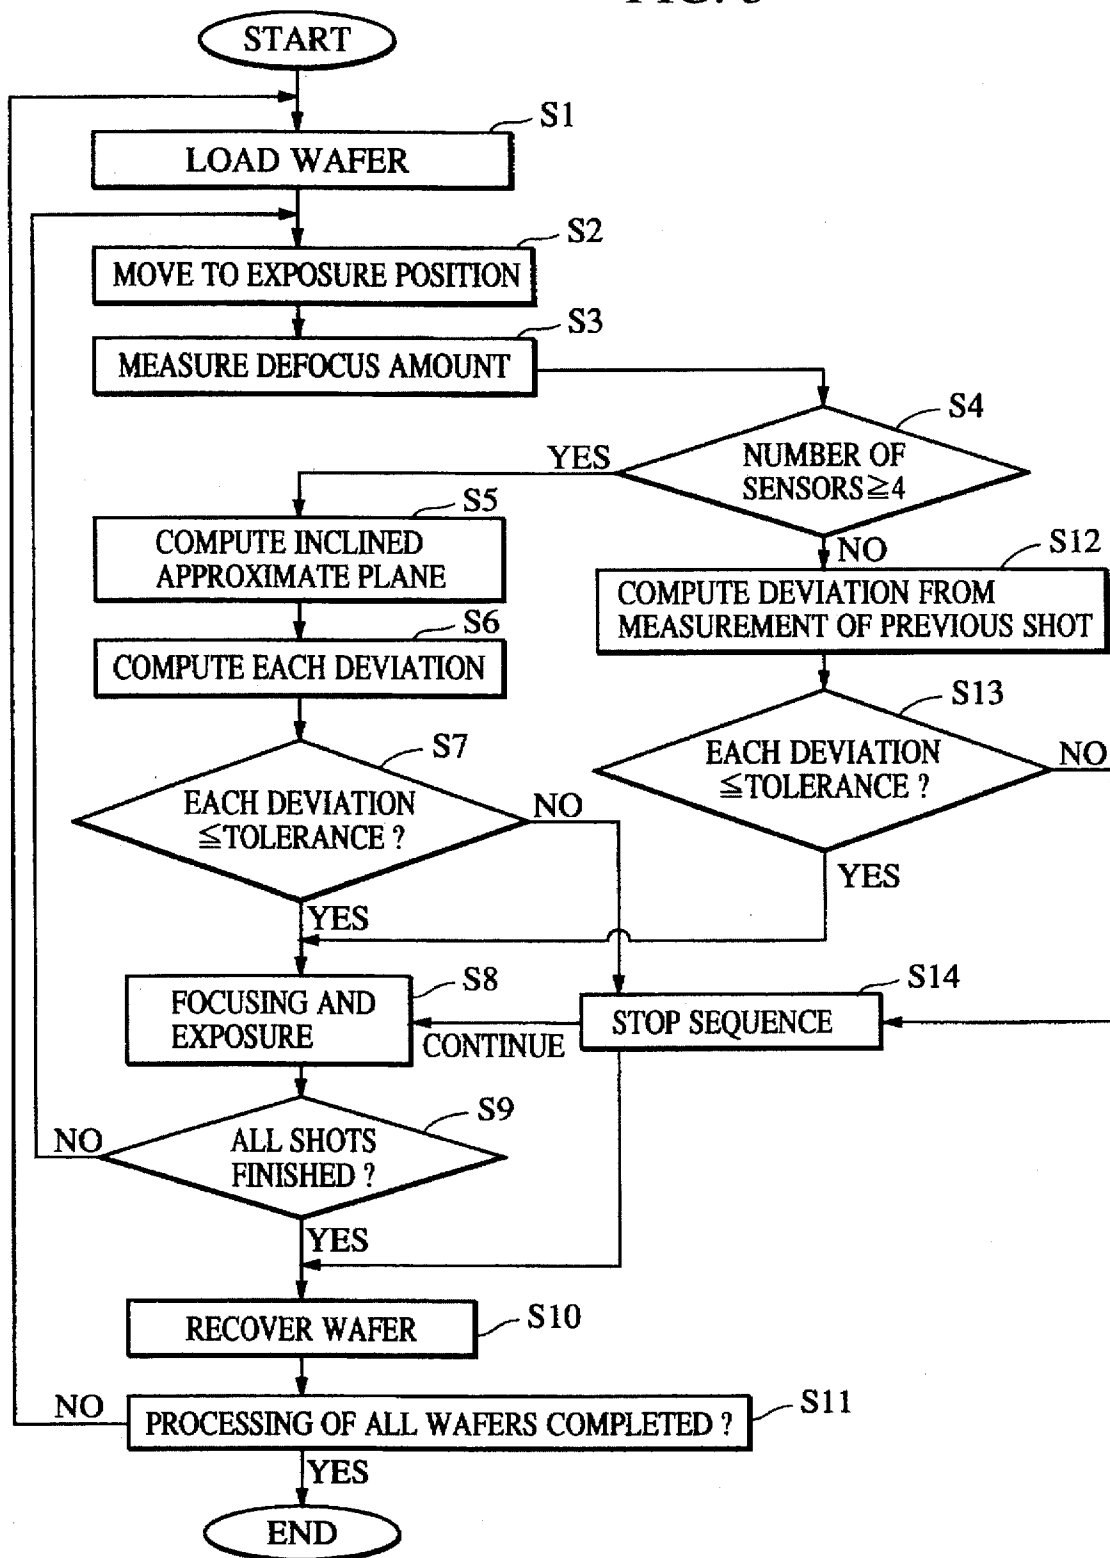 START
S1
LOAD WAFER
S2
MOVE TO EXPOSURE POSITION
S3
MEASURE DEFOCUS AMOUNT
S4
NUMBER OF
SENSORS≧4
YES
NO
S5
COMPUTE INCLINED
APPROXIMATE PLANE
S12
COMPUTE DEVIATION FROM
MEASUREMENT OF PREVIOUS SHOT
S6
COMPUTE EACH DEVIATION
S13
EACH DEVIATION
≦TOLERANCE ?
NO
YES
S7
EACH DEVIATION
≦TOLERANCE ?
NO
YES
S8
FOCUSING AND
EXPOSURE
S14
STOP SEQUENCE
CONTINUE
S9
ALL SHOTS
FINISHED ?
NO
YES
S10
RECOVER WAFER
S11
PROCESSING OF ALL WAFERS COMPLETED ?
NO
YES
END